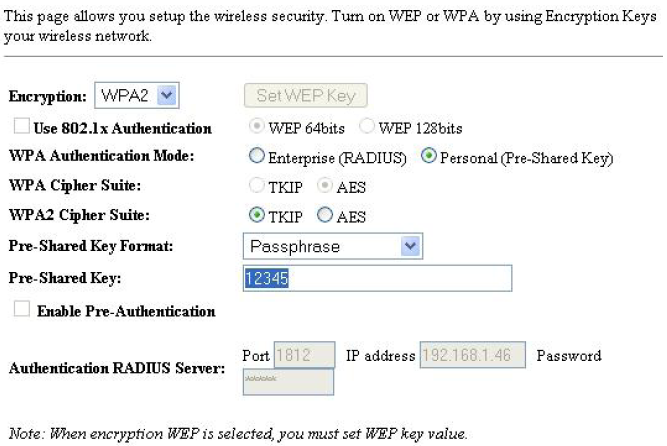 This page allows you setup the wireless security. Turn on WEP or WPA by using Encryption Keys
your wireless network.
Encryption: WPA2 Set WEP Key
Use 802.1x Authentication WEP 64bits WEP 128bits
WPA Authentication Mode: Enterprise (RADIUS) Personal (Pre-Shared Key)
WPA Cipher Suite: TKIP AES
WPA2 Cipher Suite: TKIP AES
Pre-Shared Key Format: Passphrase
Pre-Shared Key: 12345
Enable Pre-Authentication
Authentication RADIUS Server: Port 1812 IP address 192.168.1.46 Password
Note: When encryption WEP is selected, you must set WEP key value.